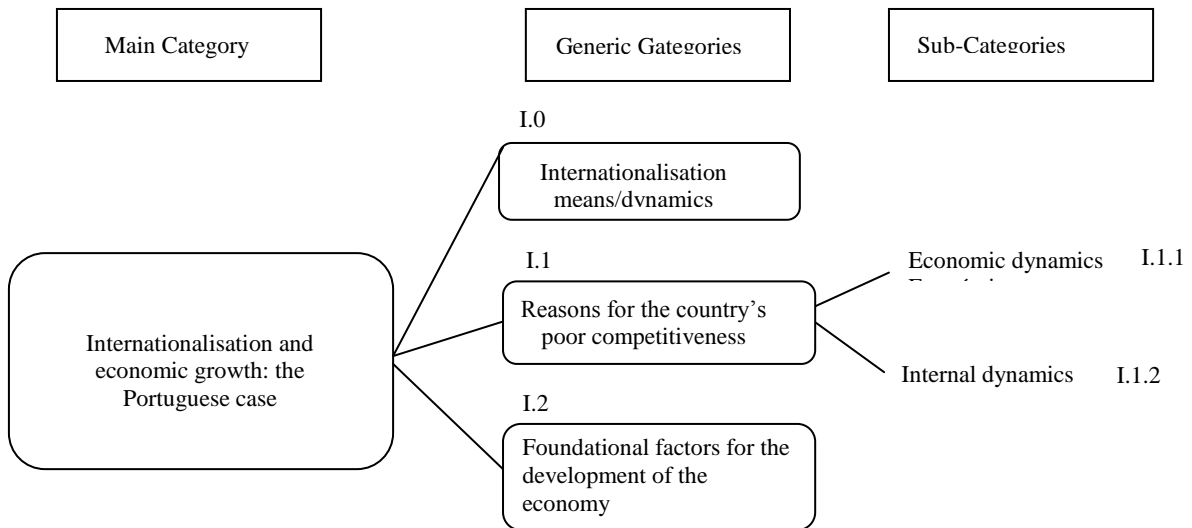 Main Category
Generic Gategories
Sub-Categories
I.0
Internationalisation
means/dynamics
I.1
Reasons for the country’s
poor competitiveness
Economic dynamics
I.1.1
Internal dynamics
I.1.2
Internationalisation and
economic growth: the
Portuguese case
I.2
Foundational factors for the
development of the
economy